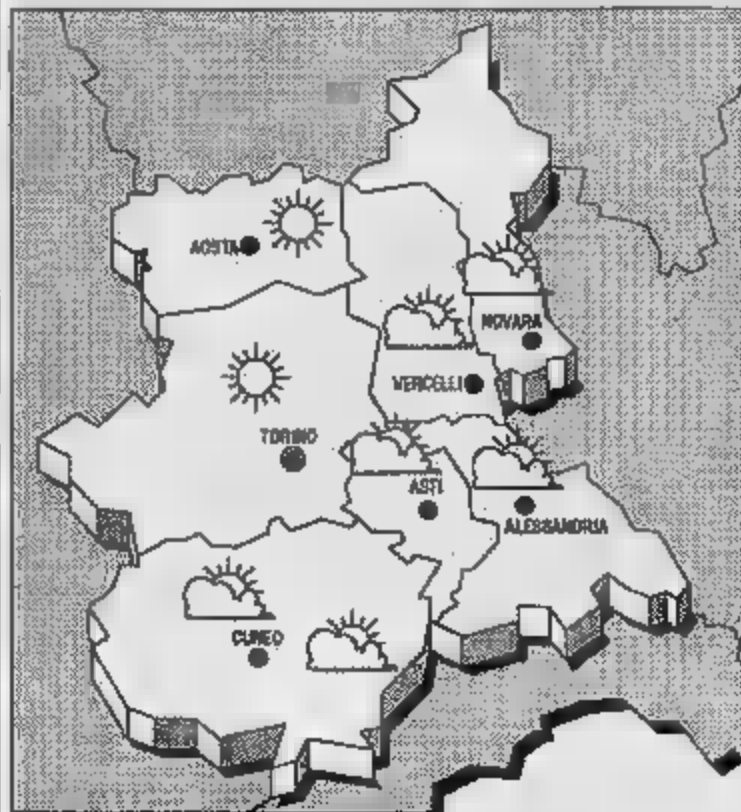 AOSTA
NOVARA
VERCELLI
TORINO
ASTI
ALESSANDRIA
CUNEO